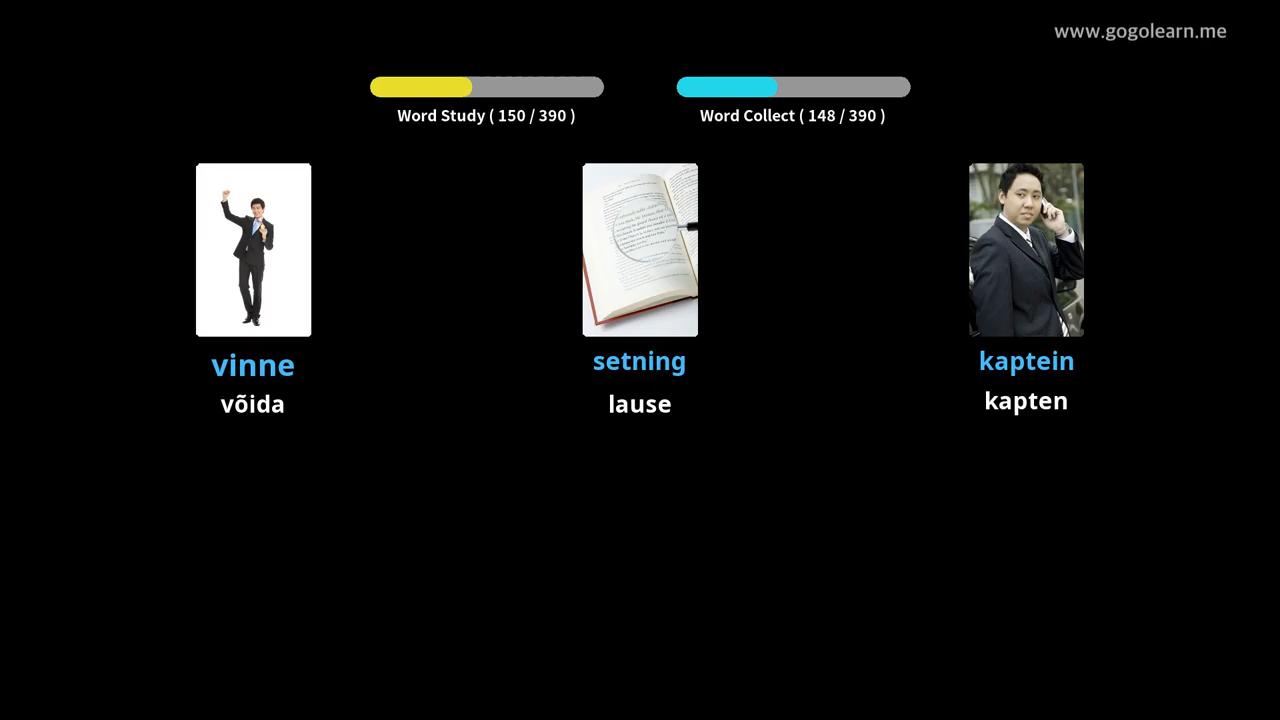 www.gogolearn.me
Word Study ( 150 / 390 )
Word Collect ( 148 / 390 )
vinne
setning
kaptein
võida
lause
kapten